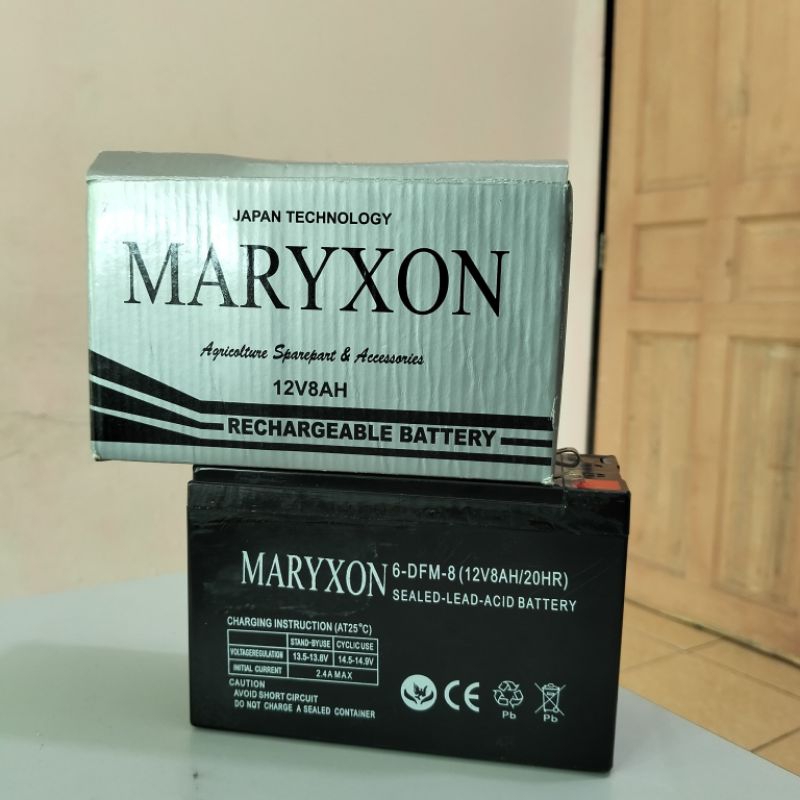 JAPAN TECHNOLOGY
MARYXON
Agricolture Sparepart & Accessories
12V8AH
RECHARGEABLE BATTERY
MARYXON 6-DFM-8 (12V8AH/20HR)
SEALED-LEAD-ACID BATTERY
CHARGING INSTRUCTION (AT25°C)
STAND-BYUSE CYCLIC USE
VOLTAGEREGULATION 13.5-13.8V 14.5-14.9V
INITIAL CURRENT 2.4A MAX
CAUTION
AVOID SHORT CIRCUIT
DO NOT CHARGE A SEALED CONTAINER
CE
Pb Pb